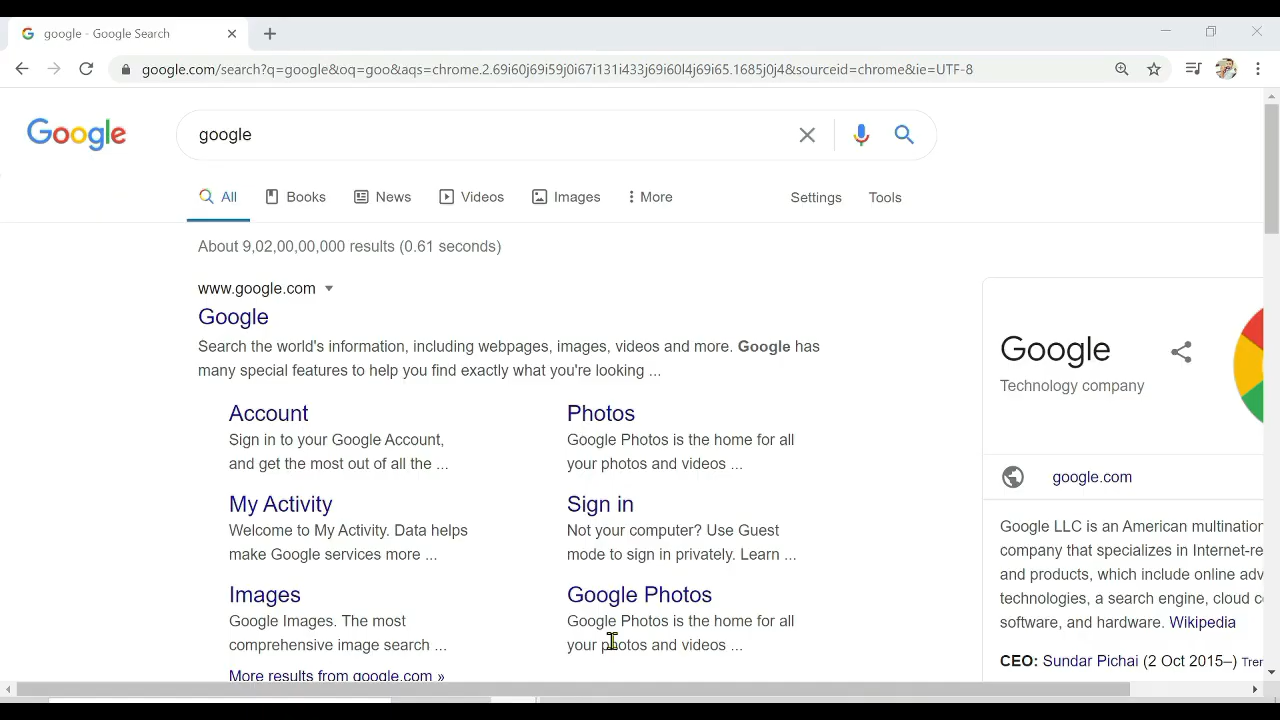 google - Google Search
google.com/search?q=google&oq=goo&aqs=chrome.2.69i60j69i59j0i67i131i433j69i60l4j69i65.1685j0j4&sourceid=chrome&ie=UTF-8
Google
google
All
Books
News
Videos
Images
More
Settings
Tools
About 9,02,00,00,000 results (0.61 seconds)
www.google.com
Google
Search the world's information, including webpages, images, videos and more. Google has
many special features to help you find exactly what you're looking ...
Account
Sign in to your Google Account,
and get the most out of all the ...
Photos
Google Photos is the home for all
your photos and videos ...
My Activity
Welcome to My Activity. Data helps
make Google services more ...
Sign in
Not your computer? Use Guest
mode to sign in privately. Learn ...
Images
Google Images. The most
comprehensive image search ...
Google Photos
Google Photos is the home for all
your photos and videos ...
More results from google.com »
Google
Technology company
google.com
Google LLC is an American multination
company that specializes in Internet-re
and products, which include online adv
technologies, a search engine, cloud c
software, and hardware. Wikipedia
CEO: Sundar Pichai (2 Oct 2015–) Tren